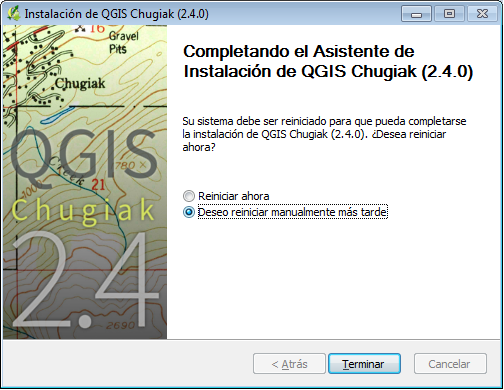 Instalación de QGIS Chugiak (2.4.0)
16
Gravel
Pits
Chugiak
QGIS
780
Creek
21
Chugiak
2.4
2690
Completando el Asistente de
Instalación de QGIS Chugiak (2.4.0)
Su sistema debe ser reiniciado para que pueda completarse
la instalación de QGIS Chugiak (2.4.0). ¿Desea reiniciar
ahora?
Reiniciar ahora
Deseo reiniciar manualmente más tarde
< Atrás
Terminar
Cancelar